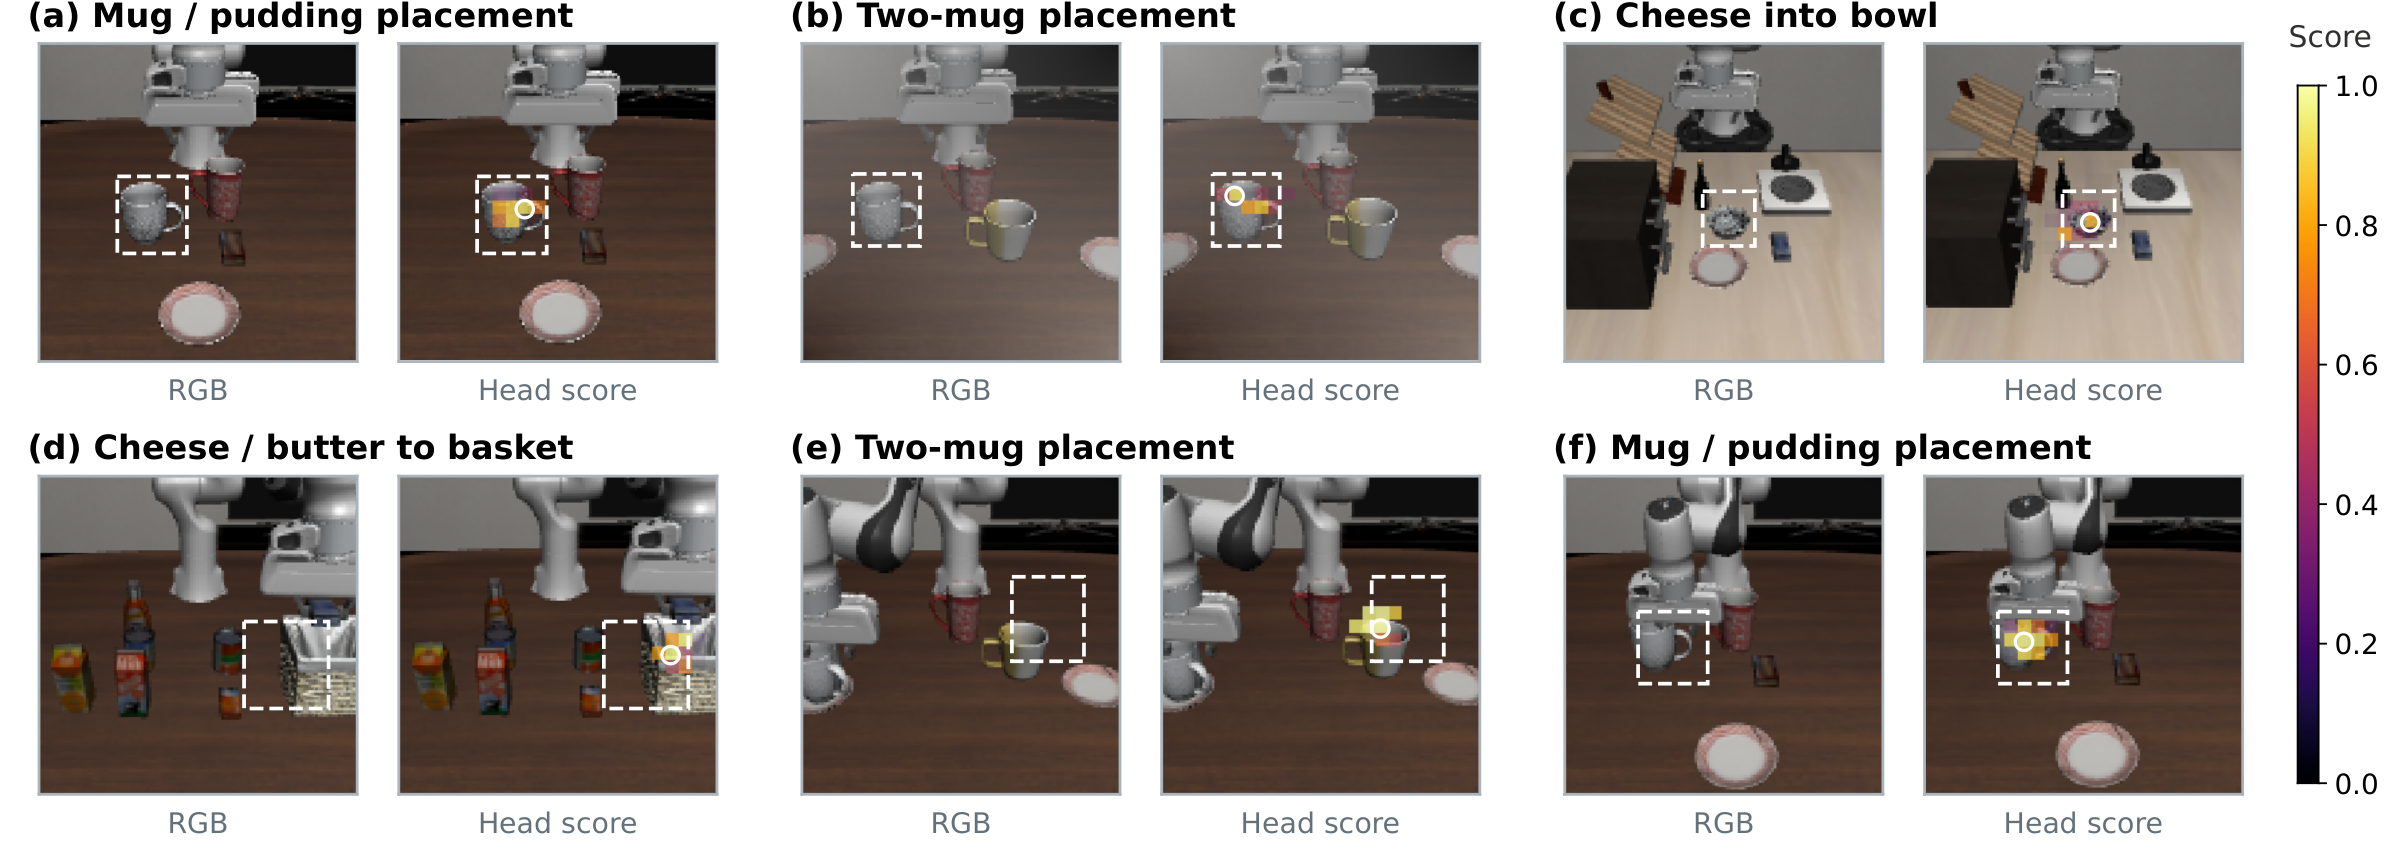 (a) Mug / pudding placement
(b) Two-mug placement
(c) Cheese into bowl
Score
1.0
0.8
0.6
0.4
0.2
0.0
RGB
Head score
RGB
Head score
RGB
Head score
(d) Cheese / butter to basket
(e) Two-mug placement
(f) Mug / pudding placement
RGB
Head score
RGB
Head score
RGB
Head score